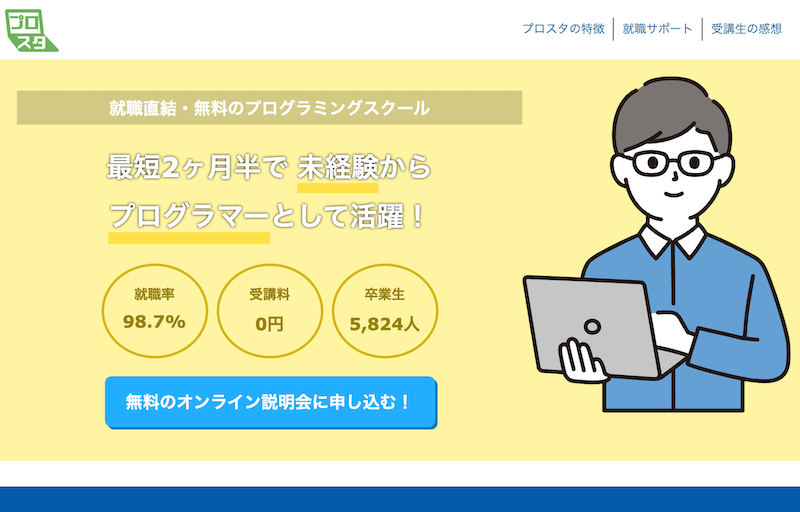 プロ
スタ
プロスタの特徴
就職サポート
受講生の感想
就職直結・無料のプログラミングスクール
最短2ヶ月半で 未経験から
プログラマーとして活躍！
就職率
98.7%
受講料
0円
卒業生
5,824人
無料のオンライン説明会に申し込む！